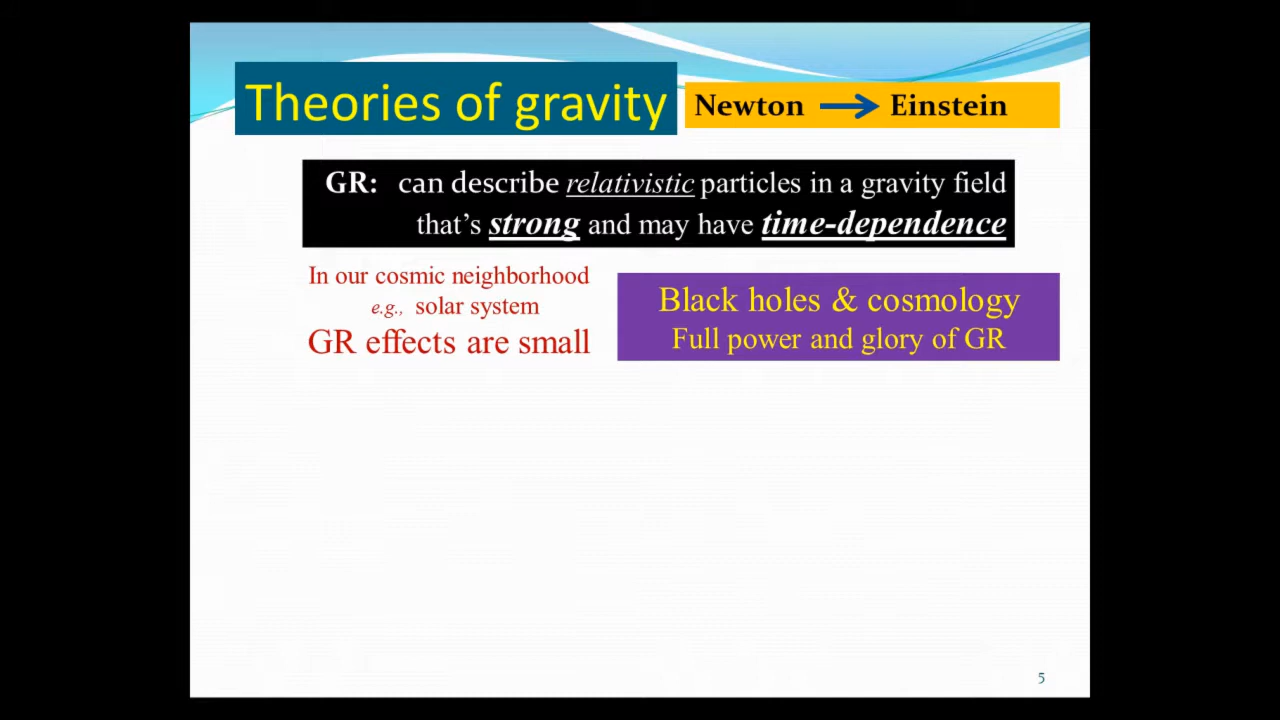 Theories of gravity
Newton → Einstein
GR: can describe relativistic particles in a gravity field
that's strong and may have time-dependence
In our cosmic neighborhood
e.g., solar system
GR effects are small
Black holes & cosmology
Full power and glory of GR
5